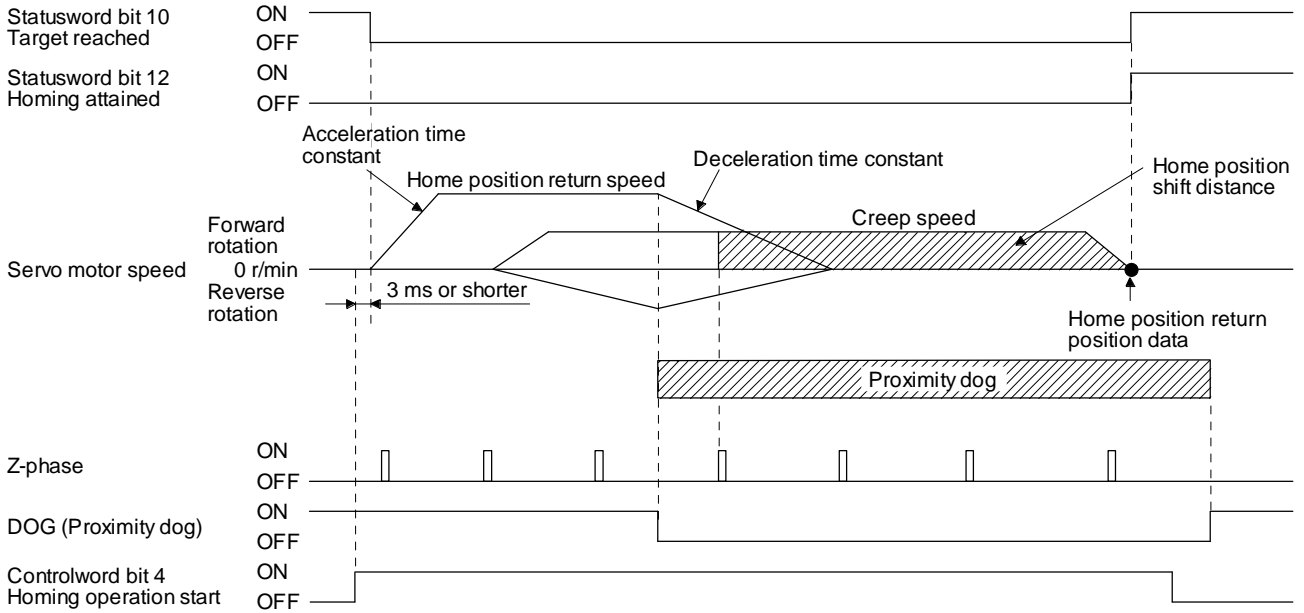 Statusword bit 10
Target reached
ON
OFF
Statusword bit 12
Homing attained
ON
OFF
Acceleration time
constant
Home position return speed
Deceleration time constant
Home position
shift distance
Creep speed
Servo motor speed
Forward
rotation
0 r/min
Reverse
rotation
3 ms or shorter
Home position return
position data
Proximity dog
Z-phase
ON
OFF
DOG (Proximity dog)
ON
OFF
Controlword bit 4
Homing operation start
ON
OFF